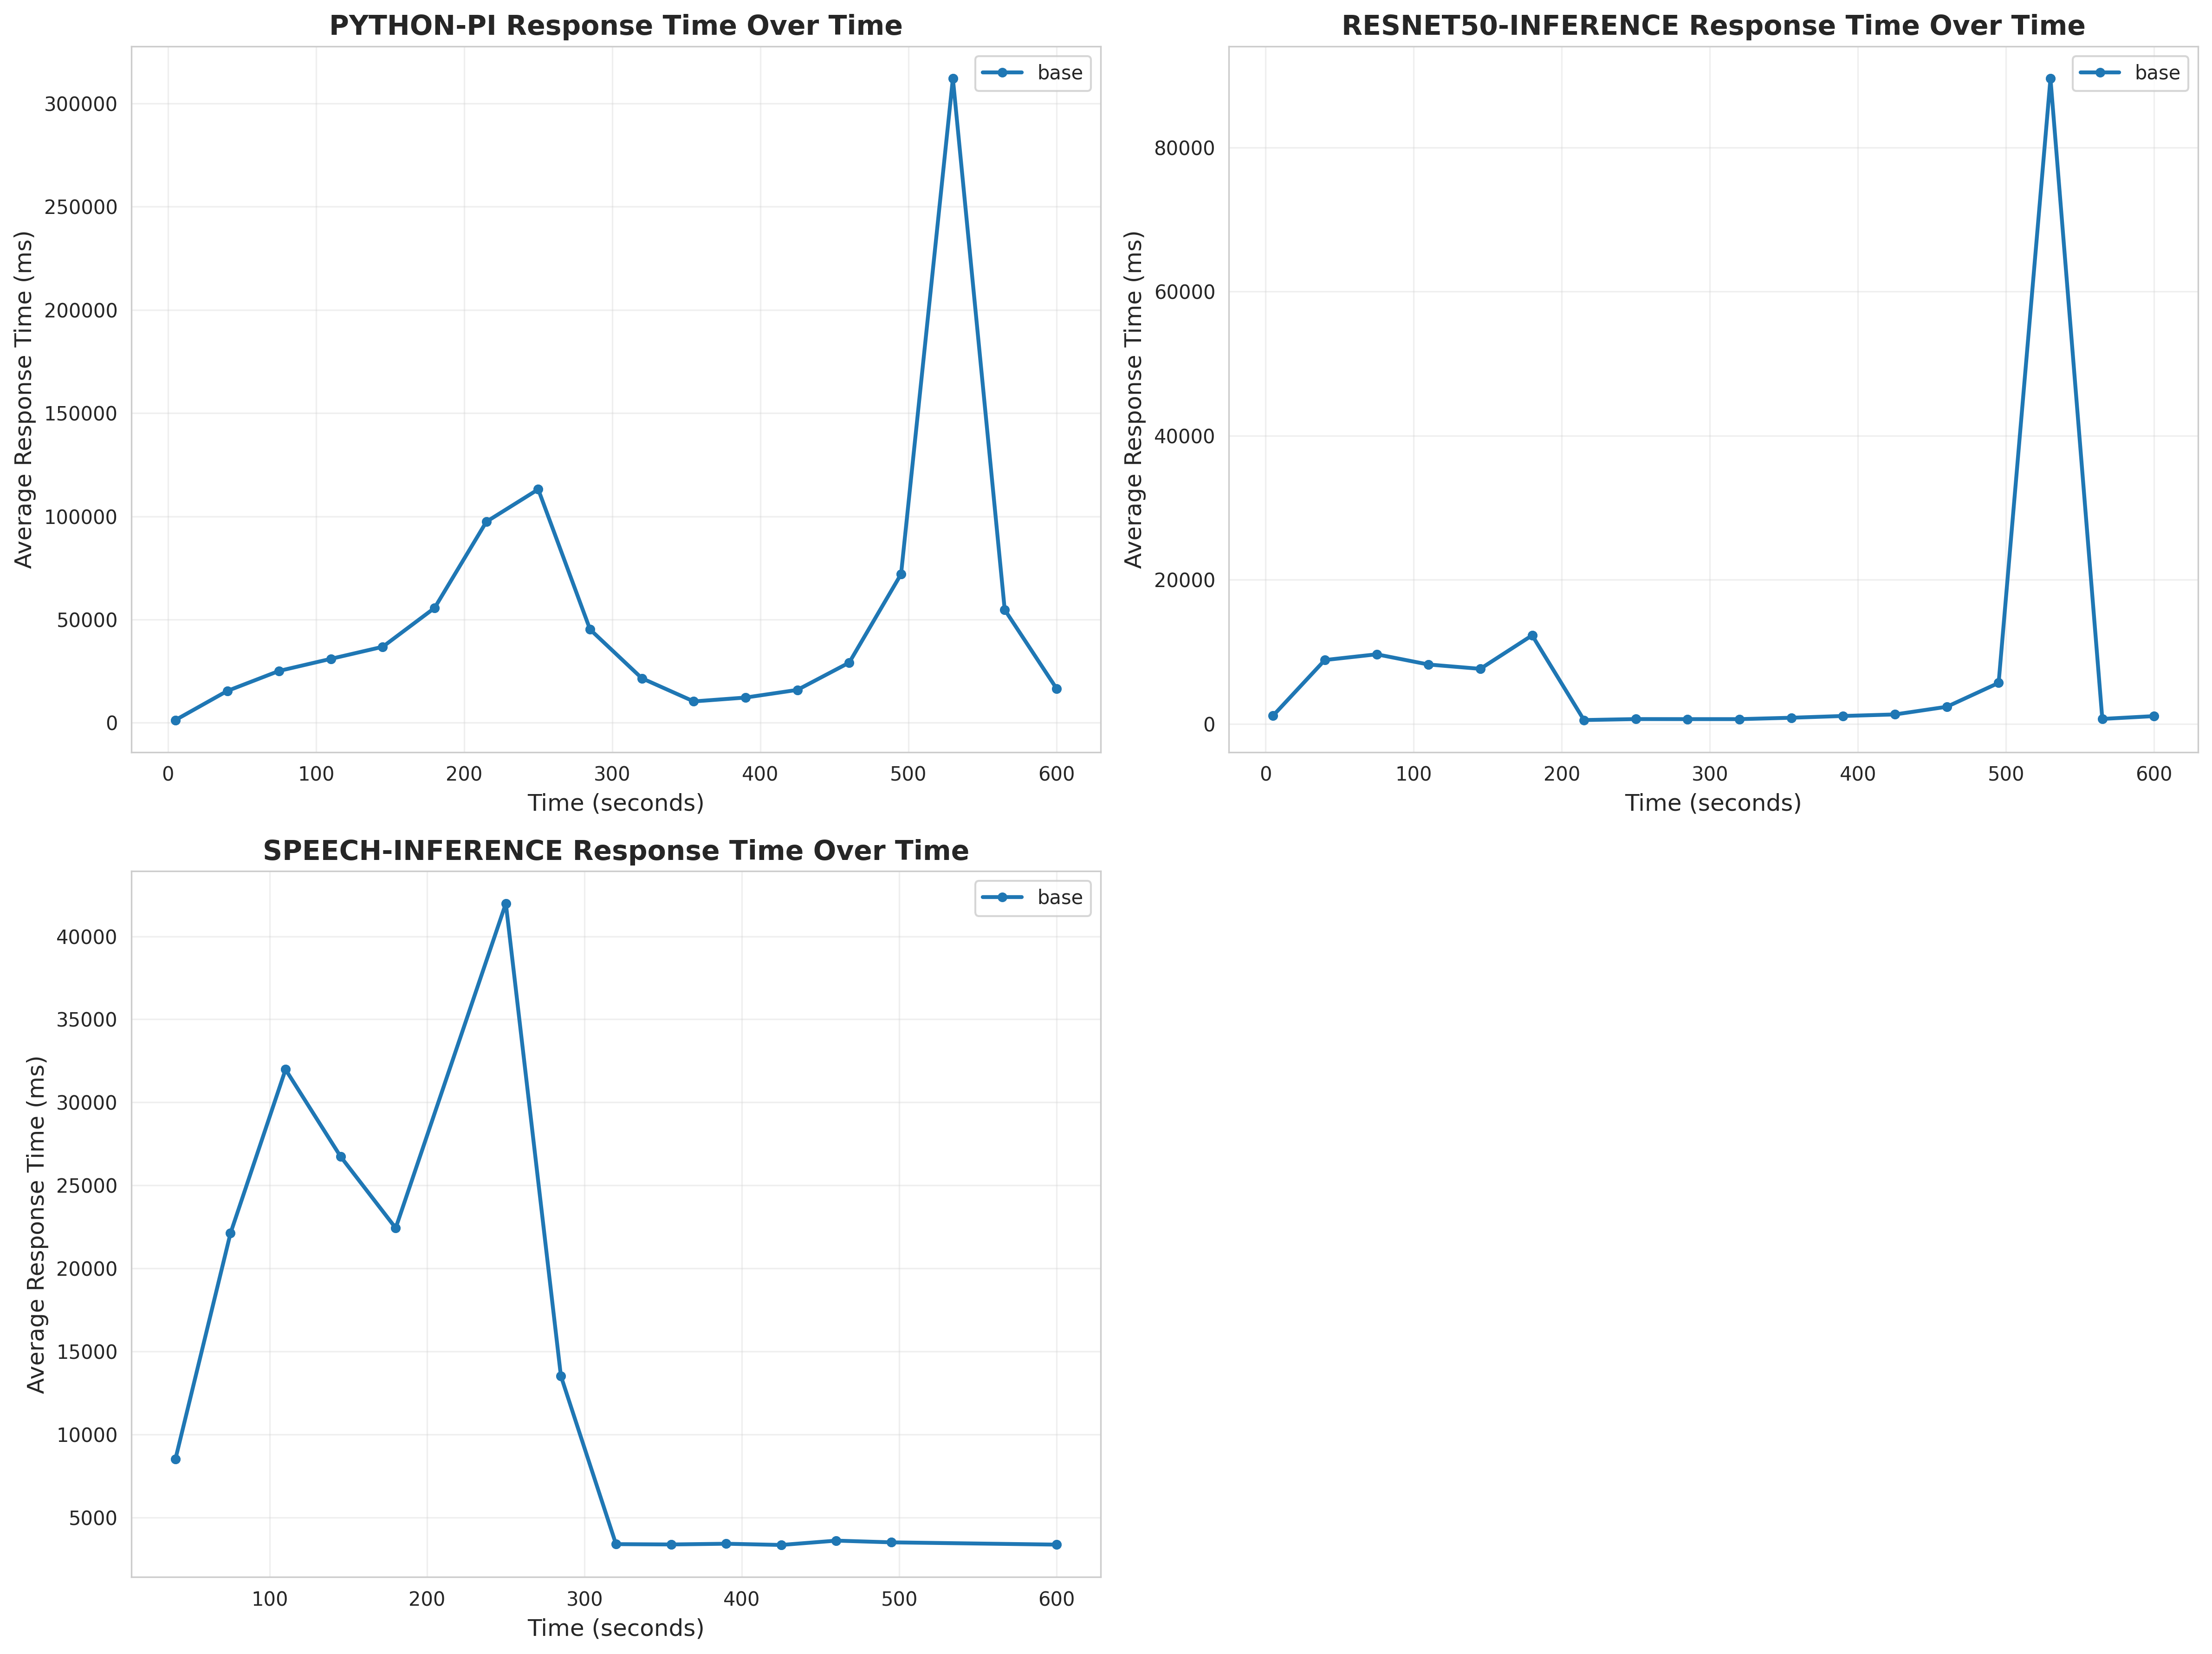 PYTHON-PI Response Time Over Time
base
Average Response Time (ms)
300000
250000
200000
150000
100000
50000
0
0 100 200 300 400 500 600
Time (seconds)
RESNET50-INFERENCE Response Time Over Time
base
Average Response Time (ms)
80000
60000
40000
20000
0
0 100 200 300 400 500 600
Time (seconds)
SPEECH-INFERENCE Response Time Over Time
base
Average Response Time (ms)
40000
35000
30000
25000
20000
15000
10000
5000
100 200 300 400 500 600
Time (seconds)